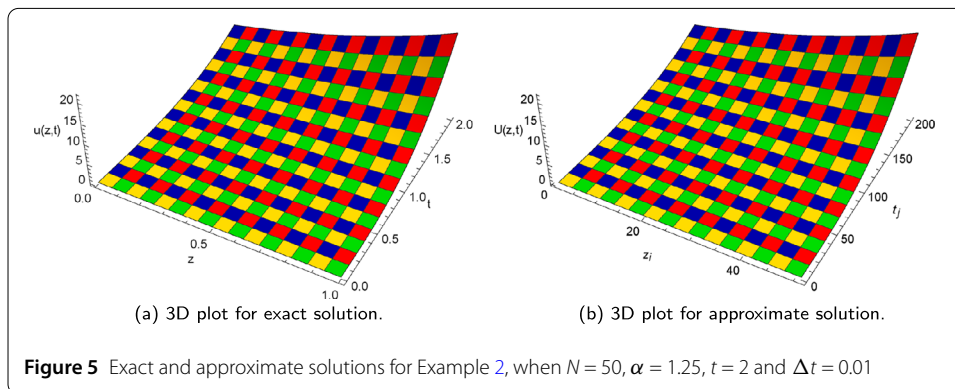 20
15
u(z,t)
10
5
0
0.0
0.5
z
1.0
0.0
0.5
1.0
t
1.5
2.0
(a) 3D plot for exact solution.
20
15
U(z,t)
10
5
0
0
20
z_i
40
0
50
100
t_j
150
200
(b) 3D plot for approximate solution.
Figure 5 Exact and approximate solutions for Example 2, when N = 50, α = 1.25, t = 2 and Δt = 0.01